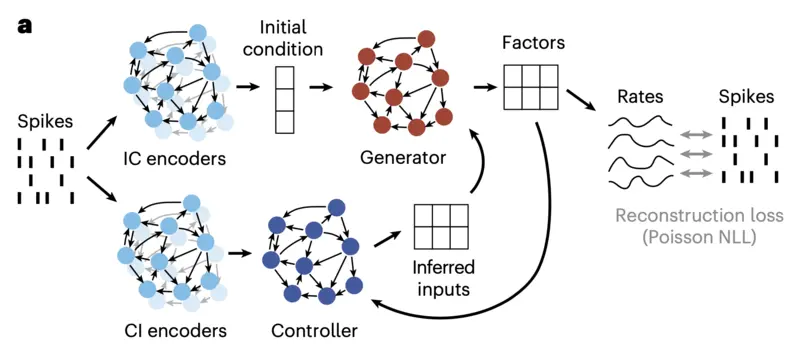 a
Initial
condition
Factors
Spikes
Rates
Spikes
IC encoders
Generator
Reconstruction loss
(Poisson NLL)
Inferred
inputs
CI encoders
Controller